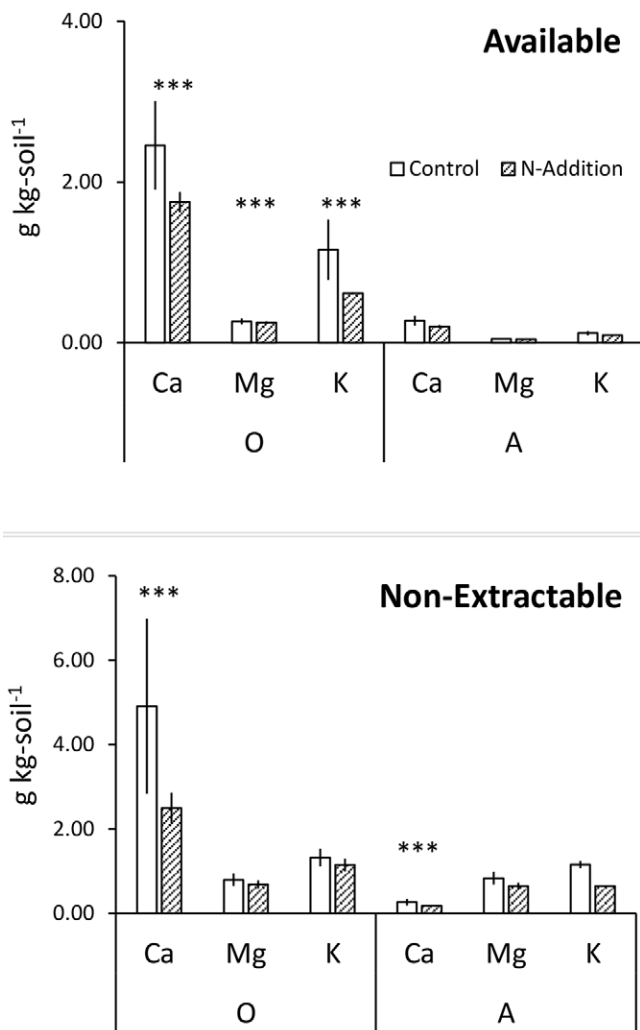 4.00
Available
***
g kg-soil⁻¹
Control N-Addition
2.00
*** ***
0.00
Ca Mg K Ca Mg K
O A
8.00
***
Non-Extractable
6.00
g kg-soil⁻¹
4.00
2.00
***
0.00
Ca Mg K Ca Mg K
O A